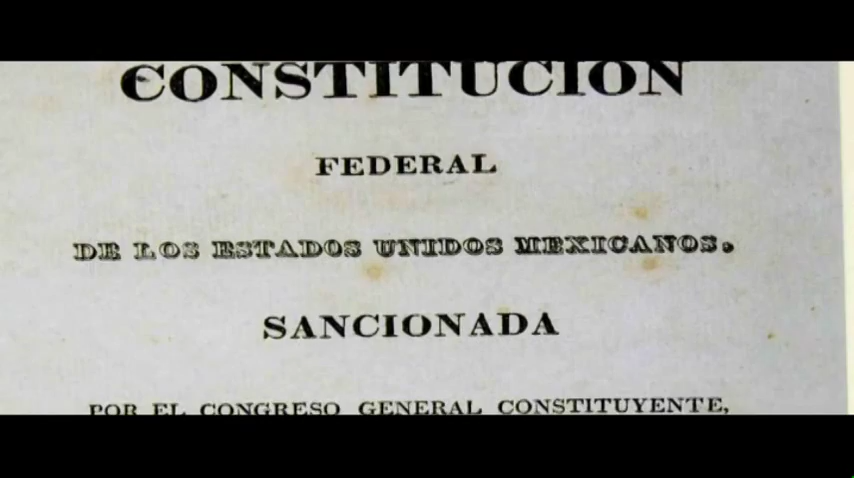 CONSTITUCION
FEDERAL
DE LOS ESTADOS UNIDOS MEXICANOS.
SANCIONADA
POR EL CONGRESO GENERAL CONSTITUYENTE,